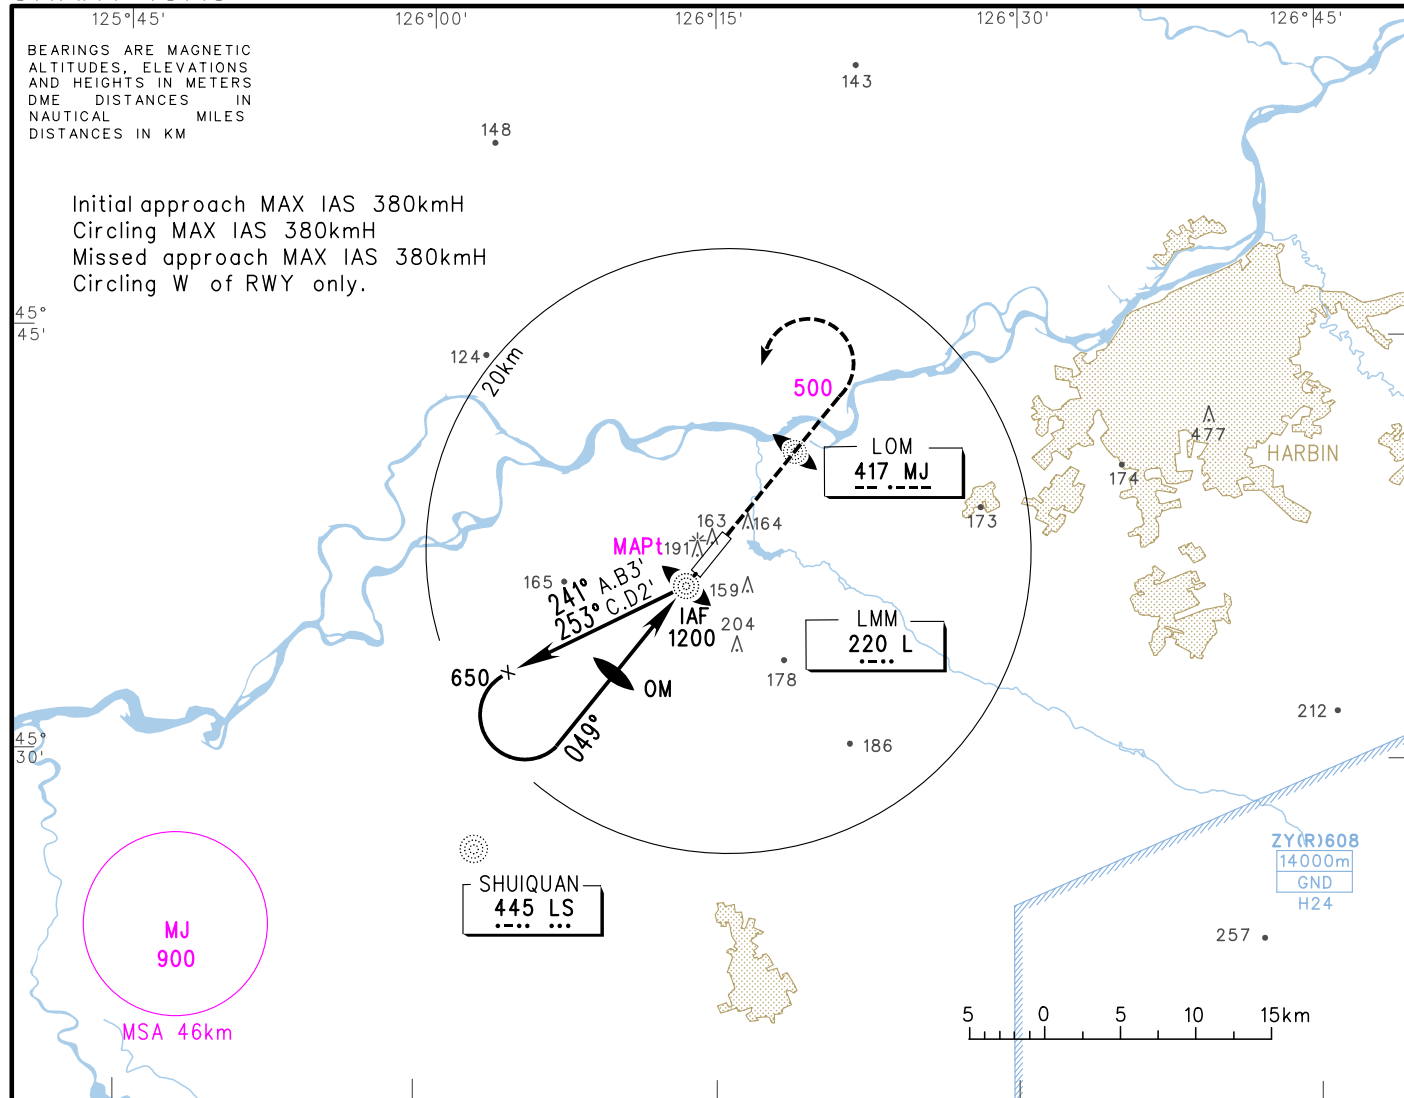 125°45'
126°00'
126°15'
126°30'
126°45'
BEARINGS ARE MAGNETIC
ALTITUDES, ELEVATIONS
AND HEIGHTS IN METERS
DME DISTANCES IN
NAUTICAL MILES
DISTANCES IN KM
143
148
Initial approach MAX IAS 380kmH
Circling MAX IAS 380kmH
Missed approach MAX IAS 380kmH
Circling W of RWY only.
45°
45'
124
20km
500
477
HARBIN
LOM
417 MJ
174
173
163
164
MAPt
191
165
241° A.B3'
253° C.D2'
159
IAF
1200
204
LMM
220 L
650
OM
178
049°
212
186
45°
30'
ZY(R)608
14000m
GND
H24
SHUIQUAN
445 LS
MJ
900
257
MSA 46km
5 0 5 10 15km